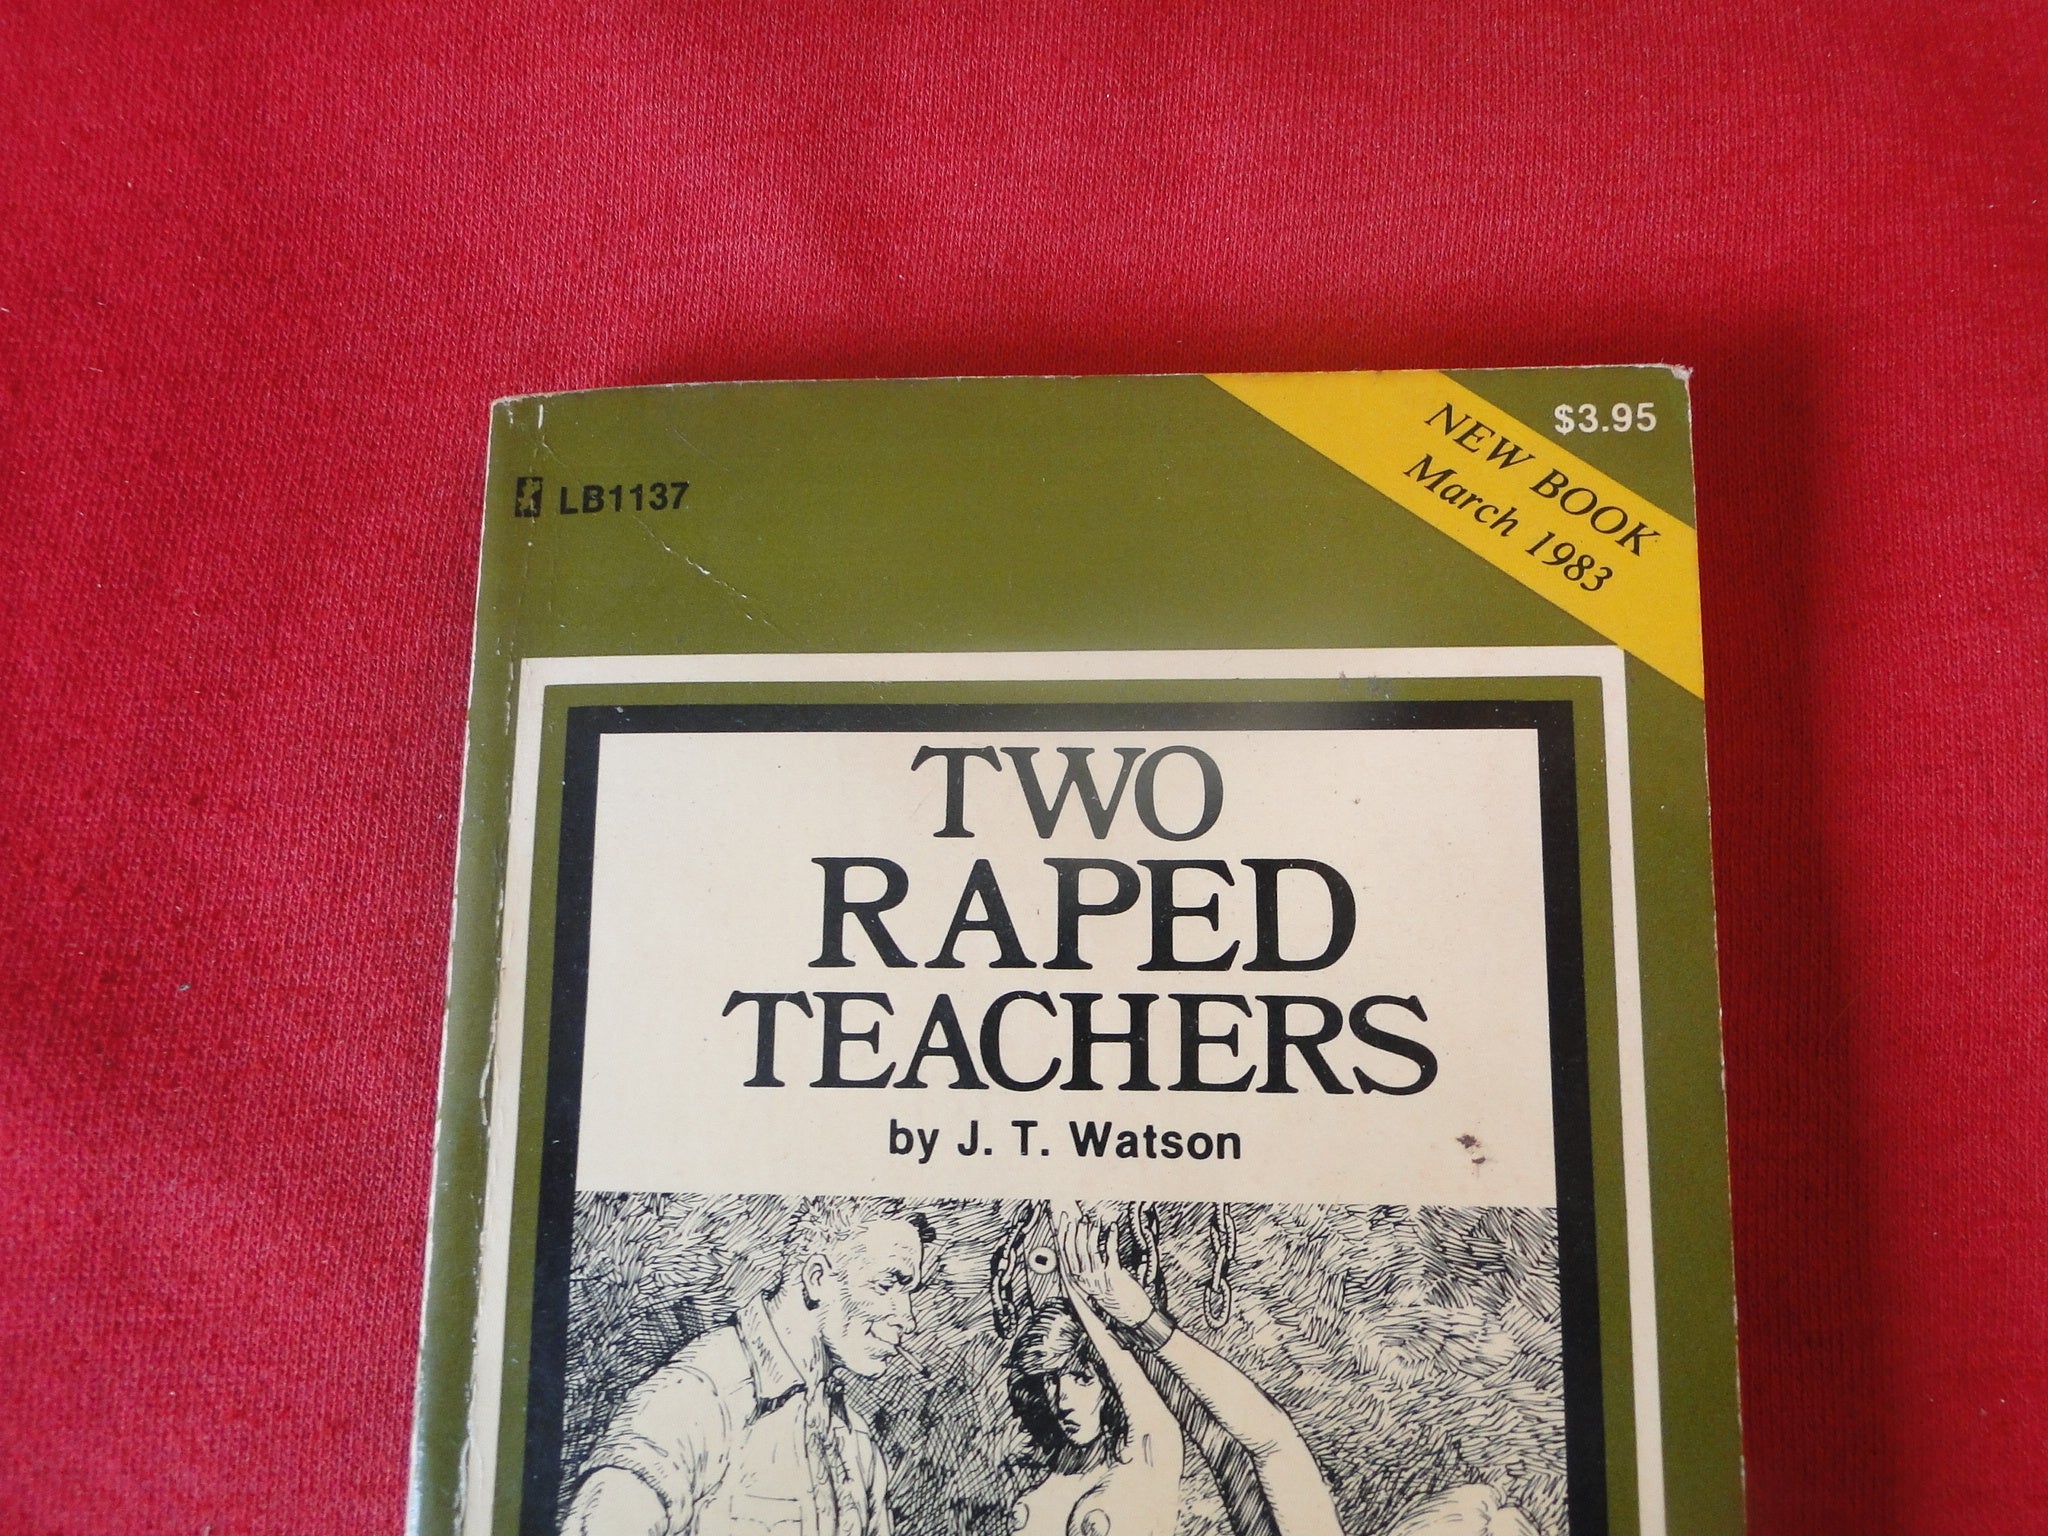 LB1137
$3.95
NEW BOOK
March 1983
TWO
RAPED
TEACHERS
by J. T. Watson